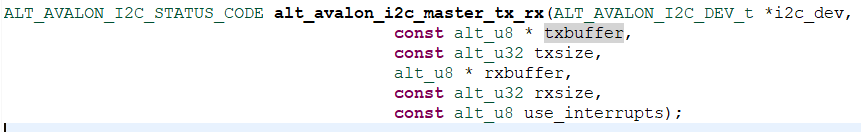 ALT_AVALON_I2C_STATUS_CODE alt_avalon_i2c_master_tx_rx(ALT_AVALON_I2C_DEV_t *i2c_dev,
const alt_u8 * txbuffer,
const alt_u32 txsize,
alt_u8 * rxbuffer,
const alt_u32 rxsize,
const alt_u8 use_interrupts);